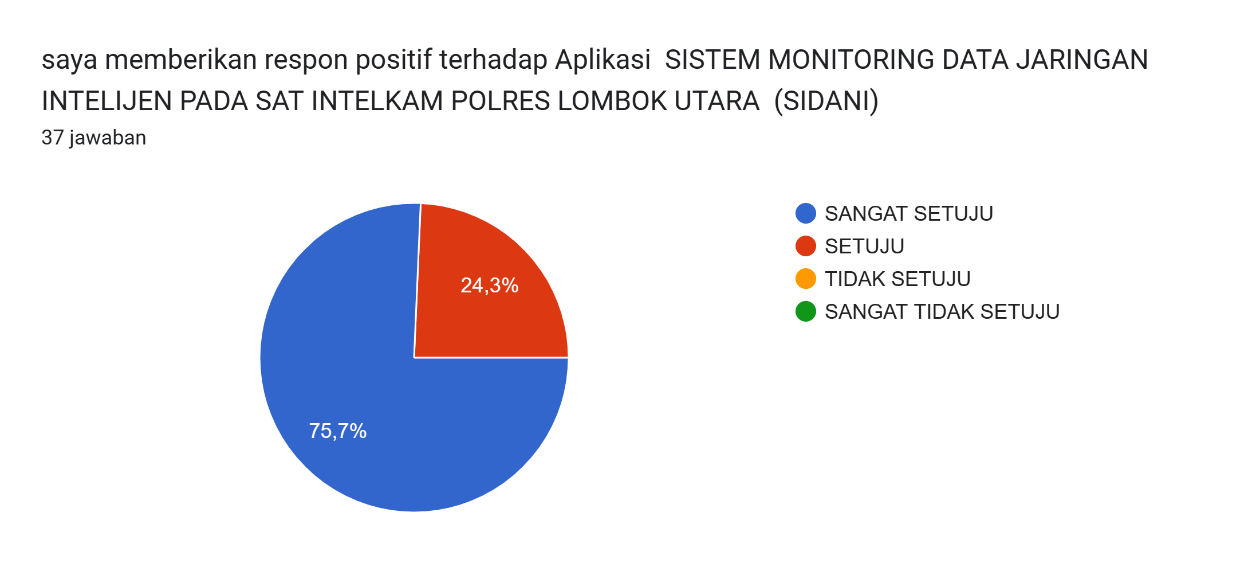 saya memberikan respon positif terhadap Aplikasi  SISTEM MONITORING DATA JARINGAN
INTELIJEN PADA SAT INTELKAM POLRES LOMBOK UTARA  (SIDANI)
37 jawaban
SANGAT SETUJU
SETUJU
TIDAK SETUJU
SANGAT TIDAK SETUJU
24,3%
75,7%